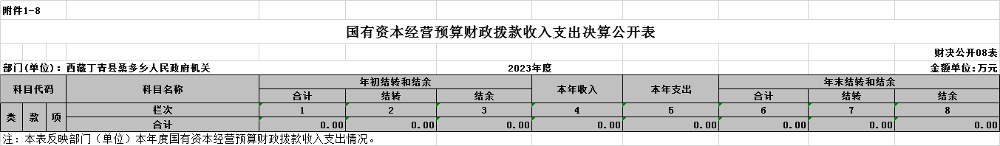 附件1-8
国有资本经营预算财政拨款收入支出决算公开表
财决公开08表
部门(单位)：西藏丁青县桑多乡人民政府机关 2023年度 金额单位:万元
科目代码 科目名称 年初结转和结余 本年收入 本年支出 年末结转和结余
合计 结转 结余 合计 结转 结余
类 款 项 栏次 1 2 3 4 5 6 7 8
合计 0.00 0.00 0.00 0.00 0.00 0.00 0.00 0.00
注：本表反映部门（单位）本年度国有资本经营预算财政拨款收入支出情况。